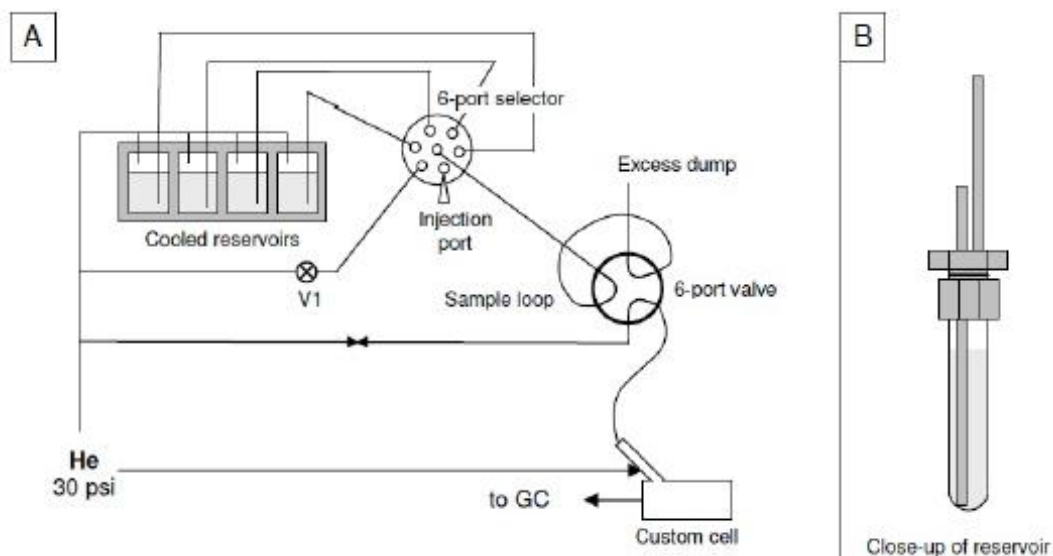 A
6-port selector
Cooled reservoirs
Injection
port
V1
Excess dump
Sample loop
6-port valve
He
30 psi
to GC
Custom cell
B
Close-up of reservoir